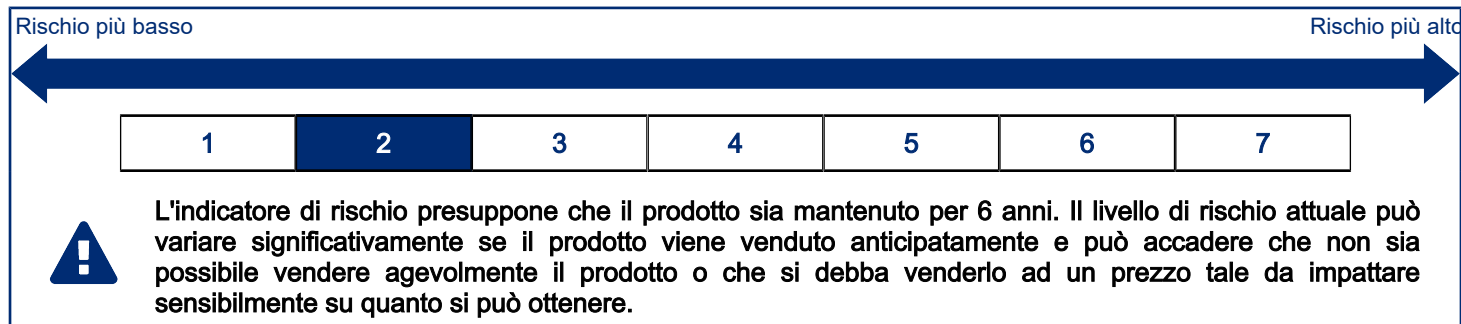 Rischio più basso Rischio più alto
1 2 3 4 5 6 7
L'indicatore di rischio presuppone che il prodotto sia mantenuto per 6 anni. Il livello di rischio attuale può
variare significativamente se il prodotto viene venduto anticipatamente e può accadere che non sia
possibile vendere agevolmente il prodotto o che si debba venderlo ad un prezzo tale da impattare
sensibilmente su quanto si può ottenere.